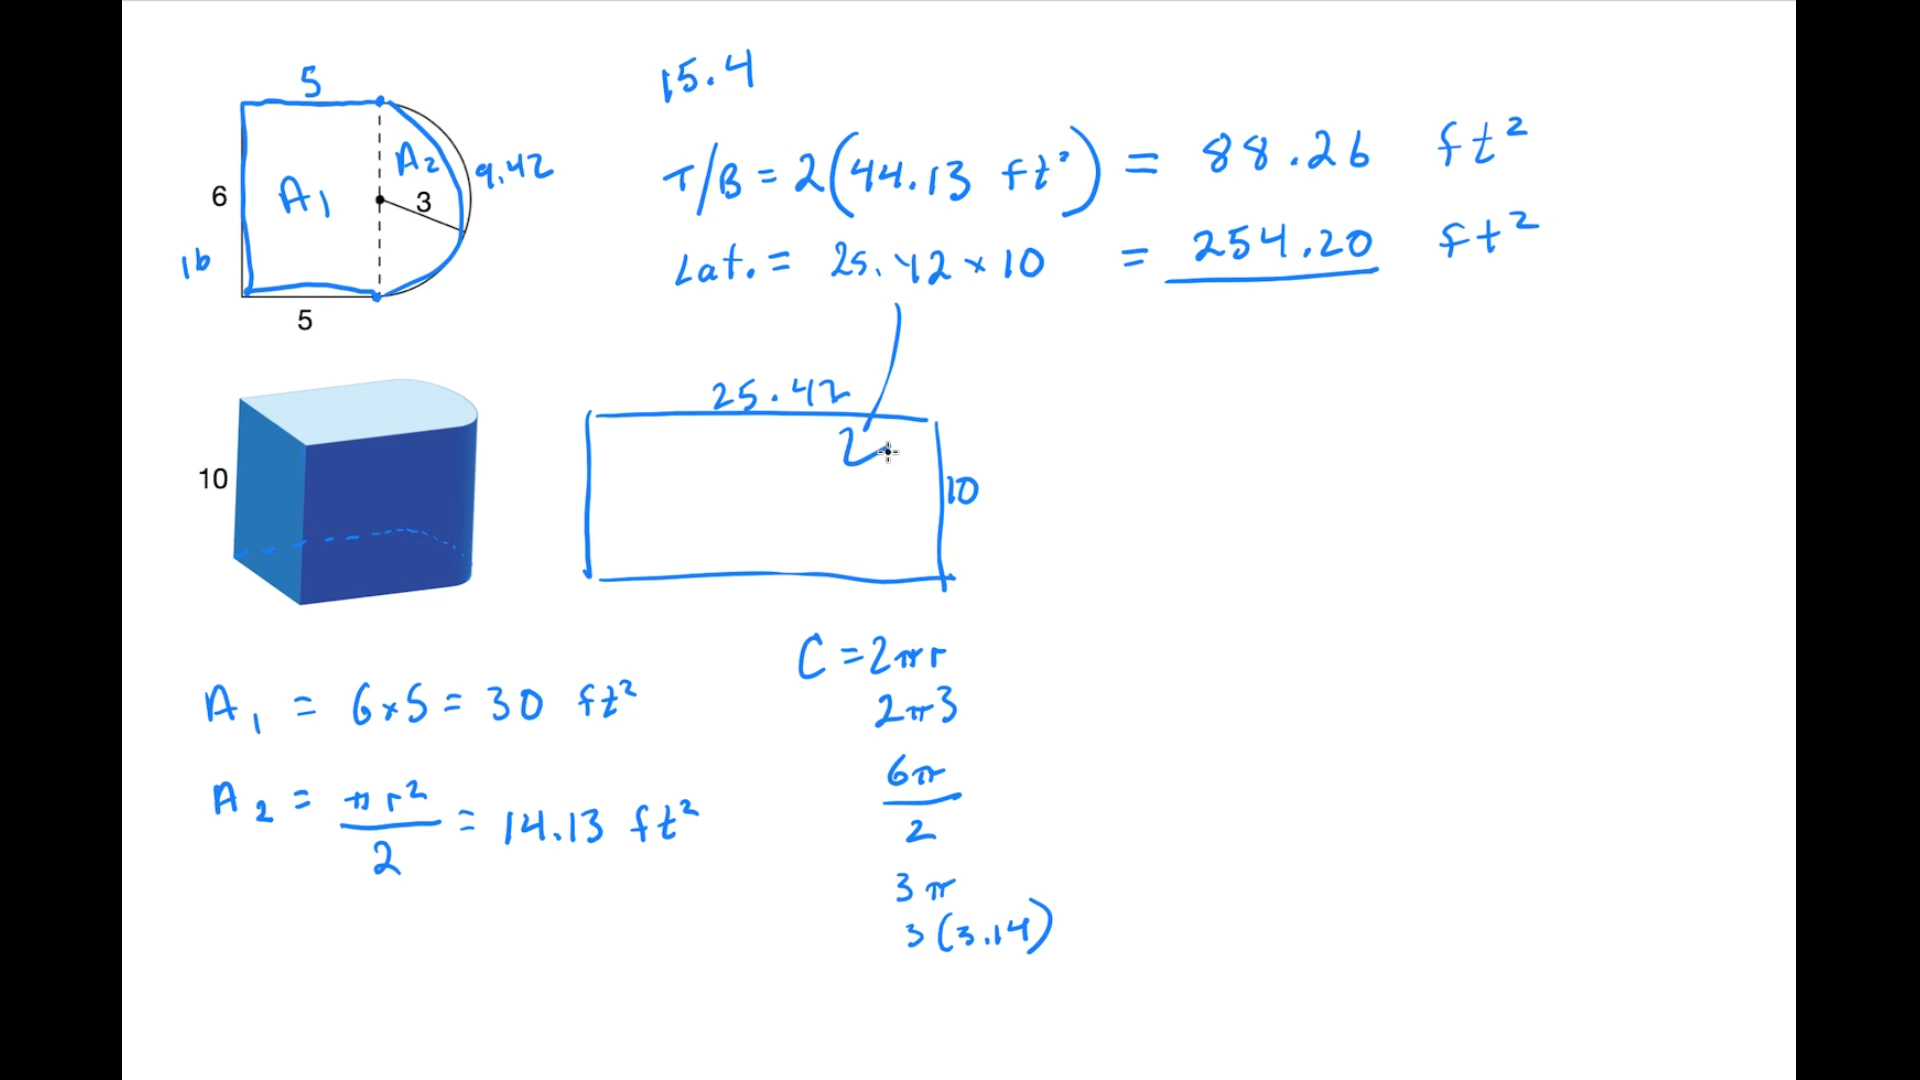 5
15.4
T/B = 2(44.13 ft²) = 88.26 ft²
A₂
9.42
6
A₁
3
16
Lat. = 25.42 × 10 = 254.20 ft²
5
25.42
2
10
10
C = 2πr
2π3
A₁ = 6×5 = 30 ft²
6π
2
A₂ = πr²/2 = 14.13 ft²
3π
3(3.14)